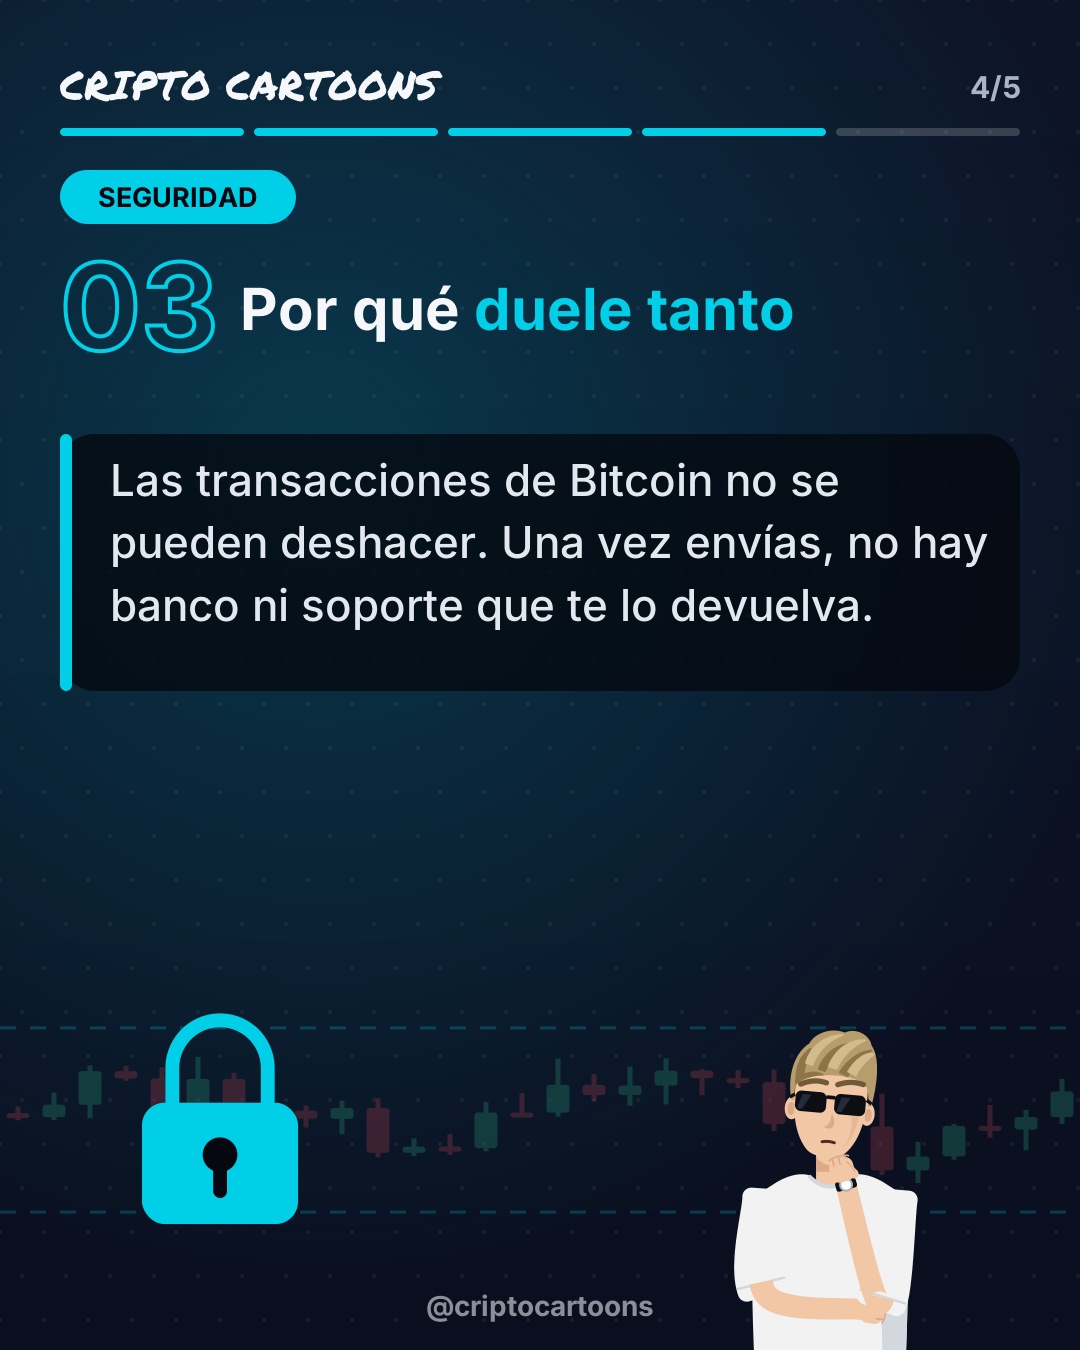 CRIPTO CARTOONS
4/5
SEGURIDAD
03 Por qué duele tanto
Las transacciones de Bitcoin no se
pueden deshacer. Una vez envías, no hay
banco ni soporte que te lo devuelva.
@criptocartoons